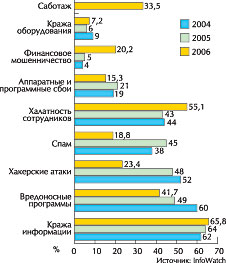 Саботаж
33,5
Кража
оборудования
7,2
6
9
2004
2005
2006
Финансовое
мошенничество
20,2
5
4
Аппаратные и
программные сбои
15,3
21
19
Халатность
сотрудников
55,1
43
44
Спам
18,8
45
38
Хакерские атаки
23,4
48
52
Вредоносные
программы
41,7
49
60
Кража
информации
65,8
64
62
% 0 10 20 30 40 50 60 70
Источник: InfoWatch